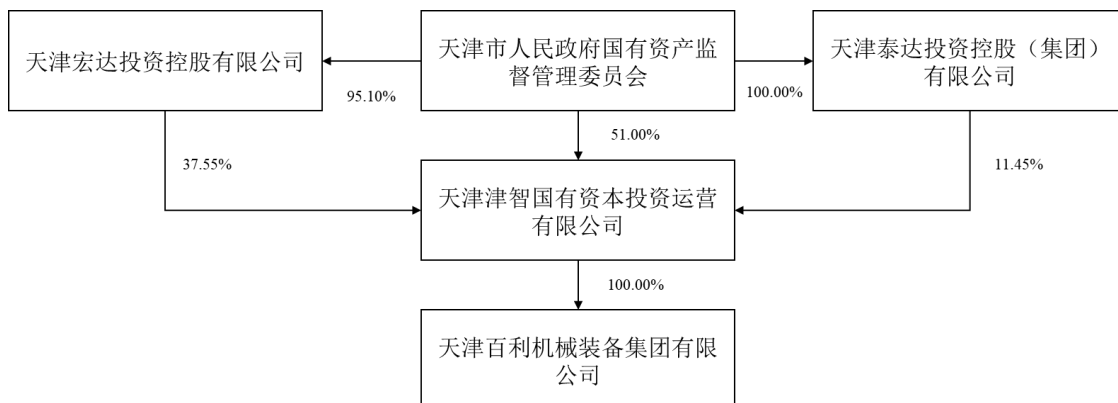 天津宏达投资控股有限公司
天津市人民政府国有资产监
督管理委员会
天津泰达投资控股（集团）
有限公司
95.10%
100.00%
51.00%
37.55%
11.45%
天津津智国有资本投资运营
有限公司
100.00%
天津百利机械装备集团有限
公司